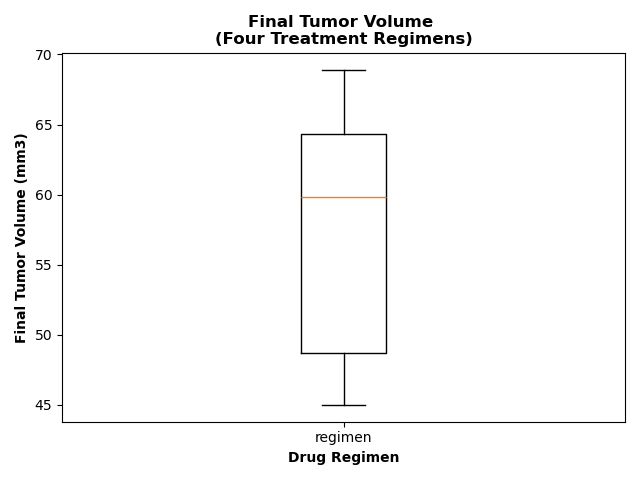 Final Tumor Volume
(Four Treatment Regimens)
Final Tumor Volume (mm3)
70
65
60
55
50
45
regimen
Drug Regimen